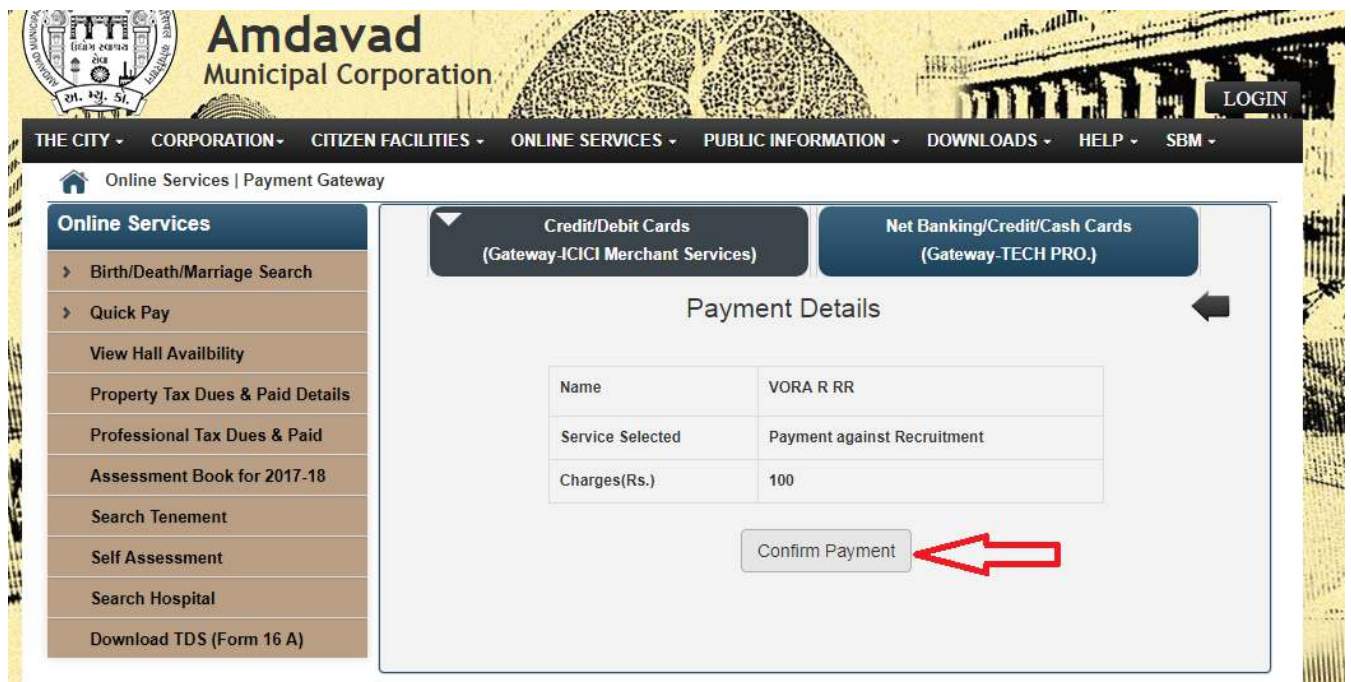 Amdavad
Municipal Corporation
અ. મ્યુ. કો.
LOGIN
THE CITY CORPORATION CITIZEN FACILITIES ONLINE SERVICES PUBLIC INFORMATION DOWNLOADS HELP SBM
Online Services | Payment Gateway
Online Services
Birth/Death/Marriage Search
Quick Pay
View Hall Availbility
Property Tax Dues & Paid Details
Professional Tax Dues & Paid
Assessment Book for 2017-18
Search Tenement
Self Assessment
Search Hospital
Download TDS (Form 16 A)
Credit/Debit Cards
(Gateway-ICICI Merchant Services)
Net Banking/Credit/Cash Cards
(Gateway-TECH PRO.)
Payment Details
Name VORA R RR
Service Selected Payment against Recruitment
Charges(Rs.) 100
Confirm Payment